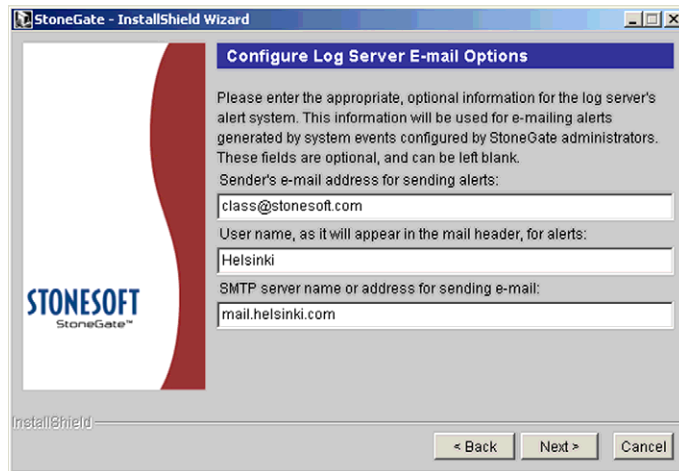 StoneGate - InstallShield Wizard
Configure Log Server E-mail Options
Please enter the appropriate, optional information for the log server's
alert system. This information will be used for e-mailing alerts
generated by system events configured by StoneGate administrators.
These fields are optional, and can be left blank.
Sender's e-mail address for sending alerts:
class@stonesoft.com
User name, as it will appear in the mail header, for alerts:
Helsinki
SMTP server name or address for sending e-mail:
mail.helsinki.com
STONESOFT
StoneGate™
InstallShield
< Back Next > Cancel